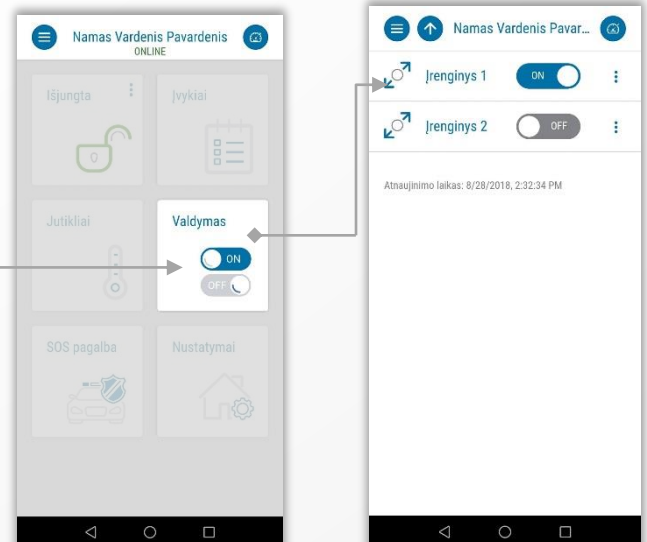 Namas Vardenis Pavardenis
ONLINE
Išjungta
Įvykiai
Jutikliai
Valdymas
ON
OFF
SOS pagalba
Nustatymai
Namas Vardenis Pavar...
Įrenginys 1
ON
Įrenginys 2
OFF
Atnaujinimo laikas: 8/28/2018, 2:32:34 PM